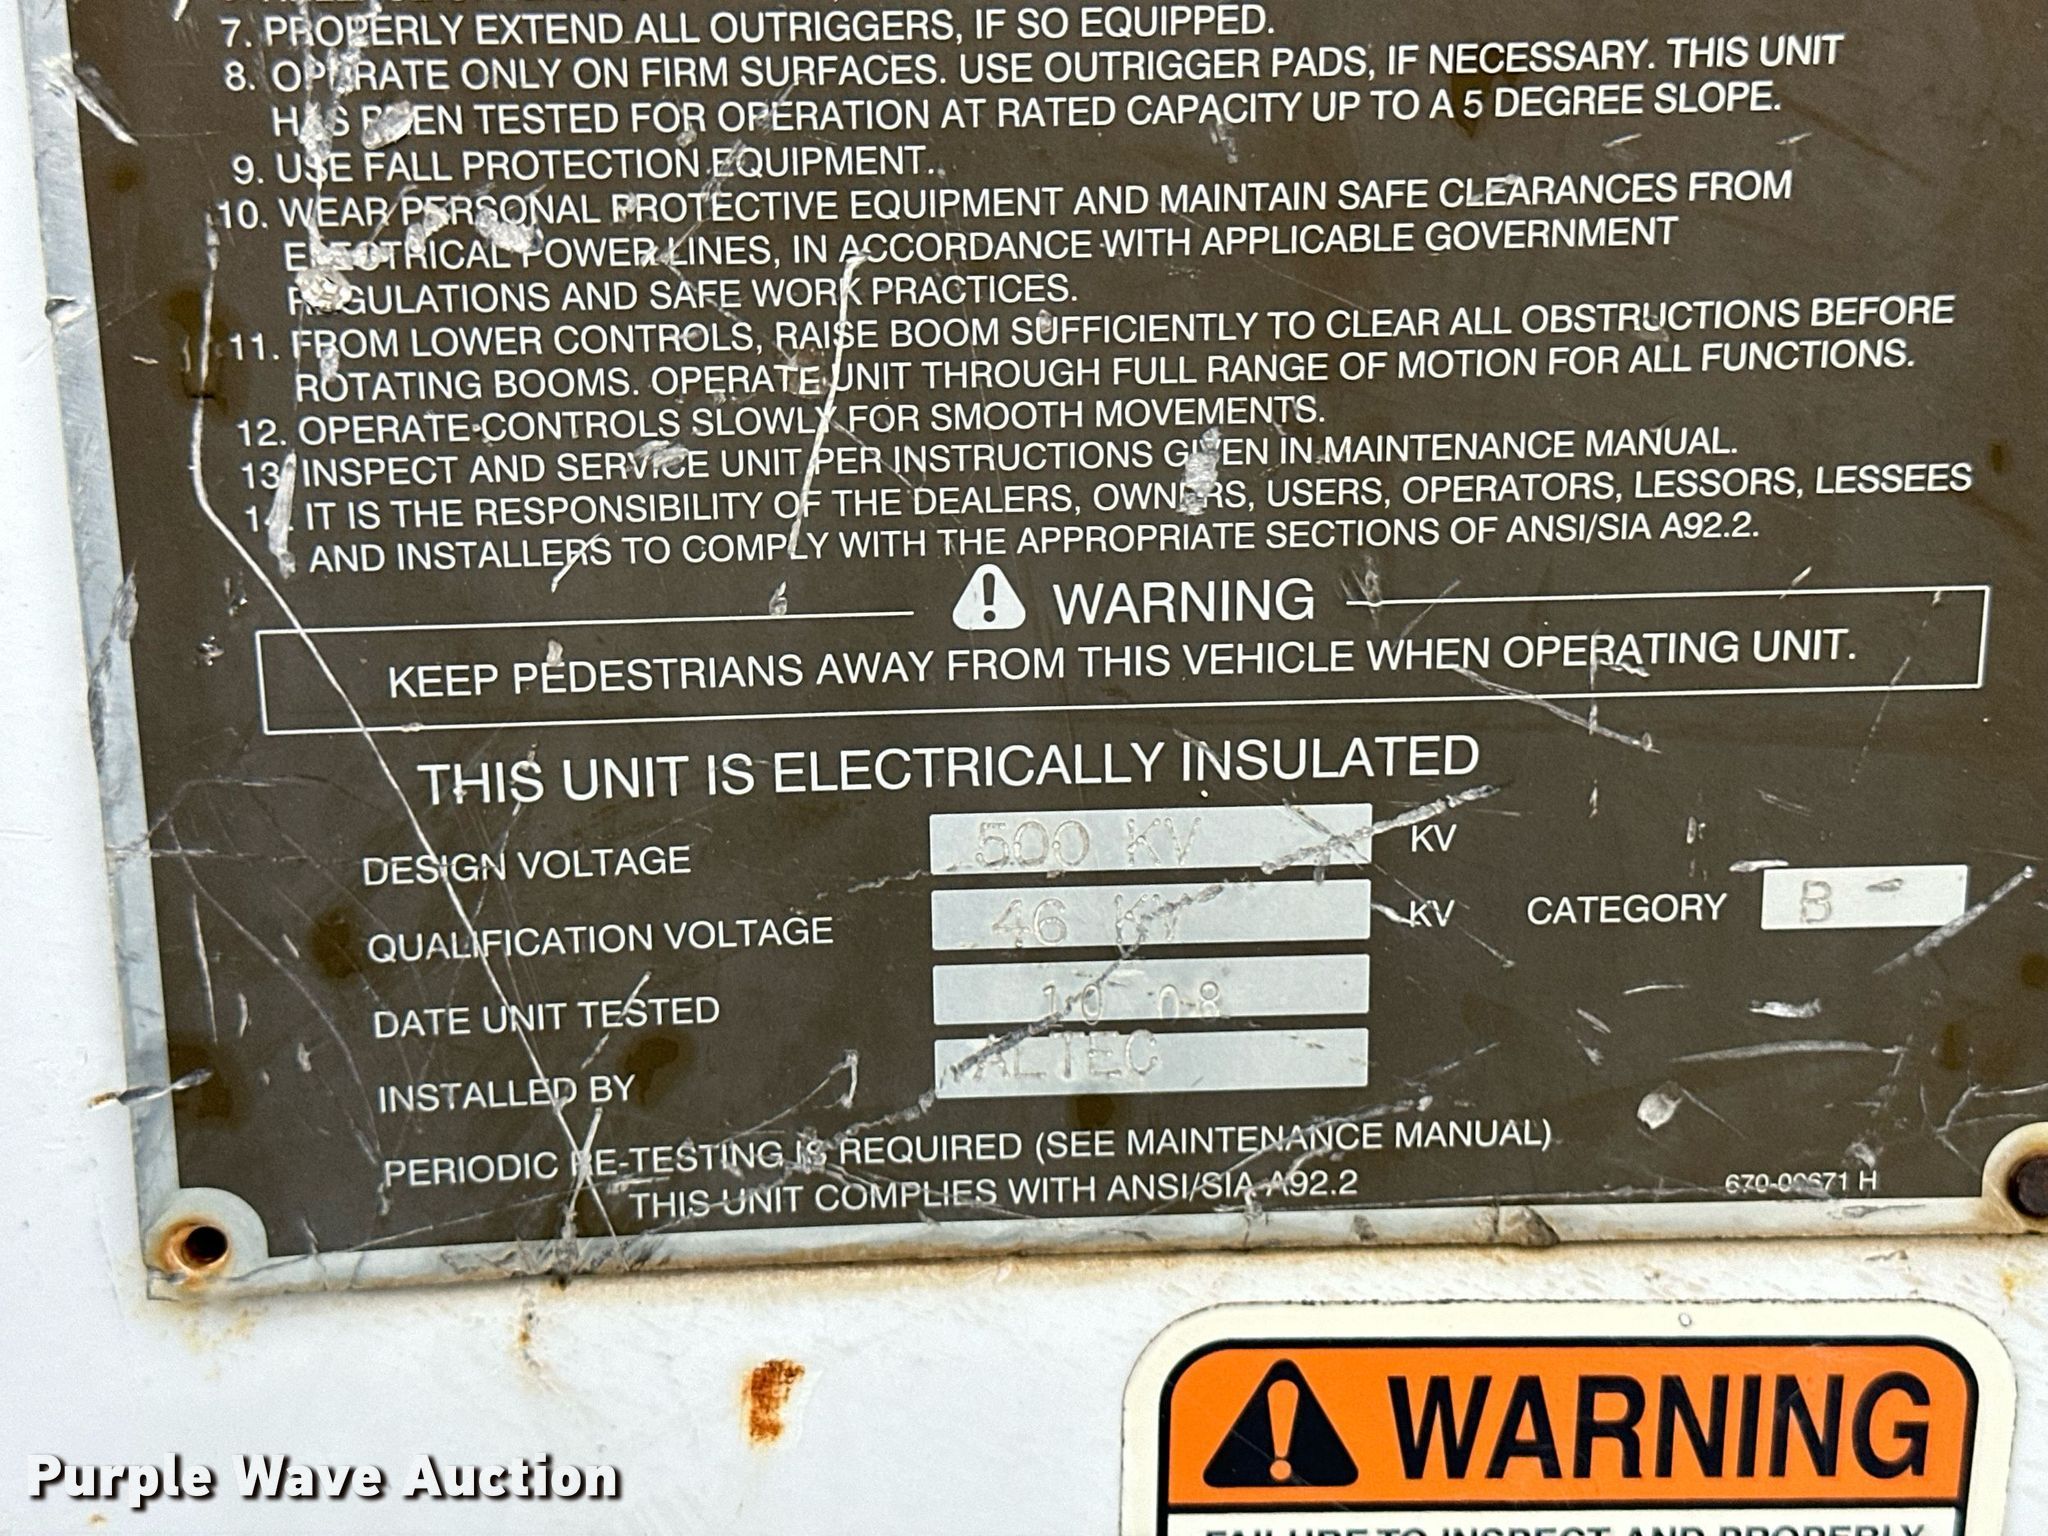 7. PROPERLY EXTEND ALL OUTRIGGERS, IF SO EQUIPPED.
8. OPERATE ONLY ON FIRM SURFACES. USE OUTRIGGER PADS, IF NECESSARY. THIS UNIT
HAS BEEN TESTED FOR OPERATION AT RATED CAPACITY UP TO A 5 DEGREE SLOPE.
9. USE FALL PROTECTION EQUIPMENT.
10. WEAR PERSONAL PROTECTIVE EQUIPMENT AND MAINTAIN SAFE CLEARANCES FROM
ELECTRICAL POWER LINES, IN ACCORDANCE WITH APPLICABLE GOVERNMENT
REGULATIONS AND SAFE WORK PRACTICES.
11. FROM LOWER CONTROLS, RAISE BOOM SUFFICIENTLY TO CLEAR ALL OBSTRUCTIONS BEFORE
ROTATING BOOMS. OPERATE UNIT THROUGH FULL RANGE OF MOTION FOR ALL FUNCTIONS.
12. OPERATE CONTROLS SLOWLY FOR SMOOTH MOVEMENTS.
13. INSPECT AND SERVICE UNIT PER INSTRUCTIONS GIVEN IN MAINTENANCE MANUAL.
14. IT IS THE RESPONSIBILITY OF THE DEALERS, OWNERS, USERS, OPERATORS, LESSORS, LESSEES
AND INSTALLERS TO COMPLY WITH THE APPROPRIATE SECTIONS OF ANSI/SIA A92.2.
WARNING
KEEP PEDESTRIANS AWAY FROM THIS VEHICLE WHEN OPERATING UNIT.
THIS UNIT IS ELECTRICALLY INSULATED
DESIGN VOLTAGE 500 KV KV
QUALIFICATION VOLTAGE 46 KV KV CATEGORY B
DATE UNIT TESTED 10 08
INSTALLED BY ALTEC
PERIODIC RE-TESTING IS REQUIRED (SEE MAINTENANCE MANUAL)
THIS UNIT COMPLIES WITH ANSI/SIA A92.2
670-00671 H
WARNING
FAILURE TO INSPECT AND PROPERLY
Purple Wave Auction